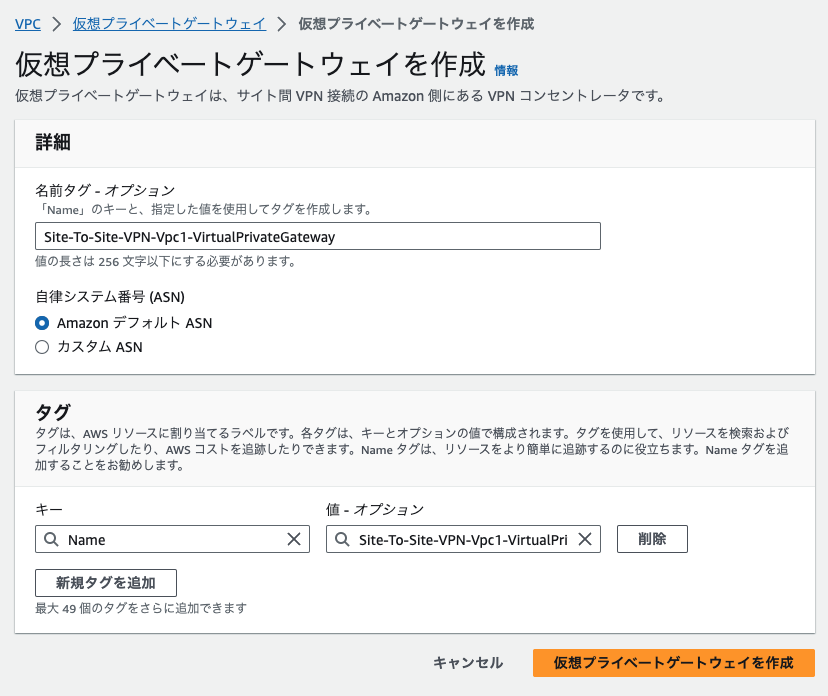 VPC > 仮想プライベートゲートウェイ > 仮想プライベートゲートウェイを作成
仮想プライベートゲートウェイを作成 情報
仮想プライベートゲートウェイは、サイト間 VPN 接続の Amazon 側にある VPN コンセントレータです。
詳細
名前タグ - オプション
「Name」のキーと、指定した値を使用してタグを作成します。
Site-To-Site-VPN-Vpc1-VirtualPrivateGateway
値の長さは 256 文字以下にする必要があります。
自律システム番号 (ASN)
Amazon デフォルト ASN
カスタム ASN
タグ
タグは、AWS リソースに割り当てるラベルです。各タグは、キーとオプションの値で構成されます。タグを使用して、リソースを検索および
フィルタリングしたり、AWS コストを追跡したりできます。Name タグは、リソースをより簡単に追跡するのに役立ちます。Name タグを追
加することをお勧めします。
キー 値 - オプション
Name Site-To-Site-VPN-Vpc1-VirtualPri 削除
新規タグを追加
最大 49 個のタグをさらに追加できます
キャンセル 仮想プライベートゲートウェイを作成